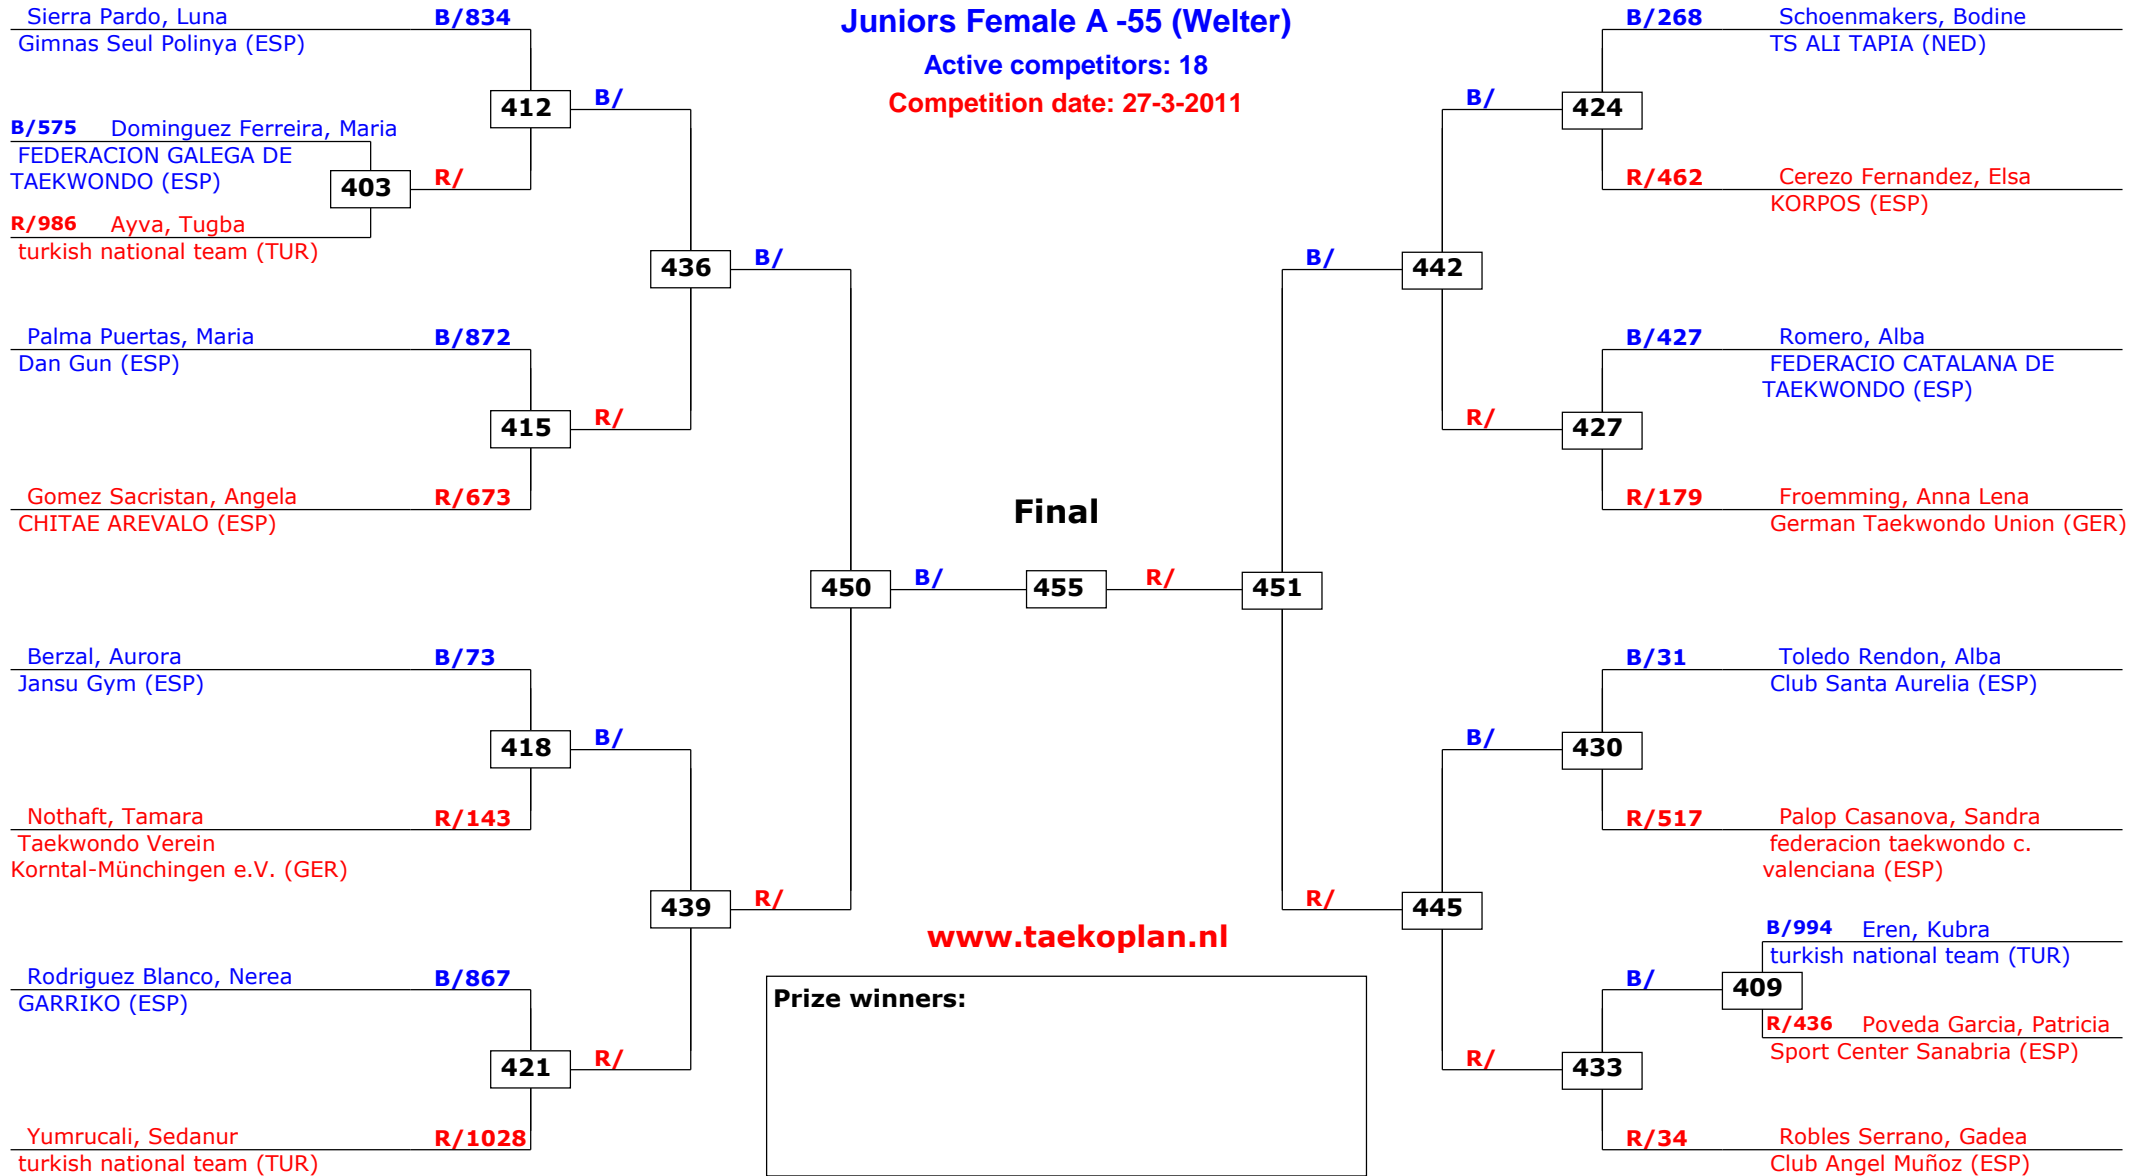 Juniors Female A -55 (Welter)
Active competitors: 18
Competition date: 27-3-2011
Sierra Pardo, Luna B/834
Gimnas Seul Polinya (ESP)
412 B/
B/575 Dominguez Ferreira, Maria
FEDERACION GALEGA DE
TAEKWONDO (ESP)
403 R/
R/986 Ayva, Tugba
turkish national team (TUR)
436 B/
Palma Puertas, Maria B/872
Dan Gun (ESP)
415 R/
Gomez Sacristan, Angela R/673
CHITAE AREVALO (ESP)
Final
450 B/ 455 R/ 451
Berzal, Aurora B/73
Jansu Gym (ESP)
418 B/
Nothaft, Tamara R/143
Taekwondo Verein
Korntal-Münchingen e.V. (GER)
439 R/
Rodriguez Blanco, Nerea B/867
GARRIKO (ESP)
421 R/
Yumrucali, Sedanur R/1028
turkish national team (TUR)
B/268 Schoenmakers, Bodine
TS ALI TAPIA (NED)
B/ 424
R/462 Cerezo Fernandez, Elsa
KORPOS (ESP)
B/ 442
B/427 Romero, Alba
FEDERACIO CATALANA DE
TAEKWONDO (ESP)
R/ 427
R/179 Froemming, Anna Lena
German Taekwondo Union (GER)
B/31 Toledo Rendon, Alba
Club Santa Aurelia (ESP)
B/ 430
R/517 Palop Casanova, Sandra
federacion taekwondo c.
valenciana (ESP)
R/ 445
B/994 Eren, Kubra
turkish national team (TUR)
B/ 409
R/436 Poveda Garcia, Patricia
Sport Center Sanabria (ESP)
R/ 433
R/34 Robles Serrano, Gadea
Club Angel Muñoz (ESP)
www.taekoplan.nl
Prize winners: